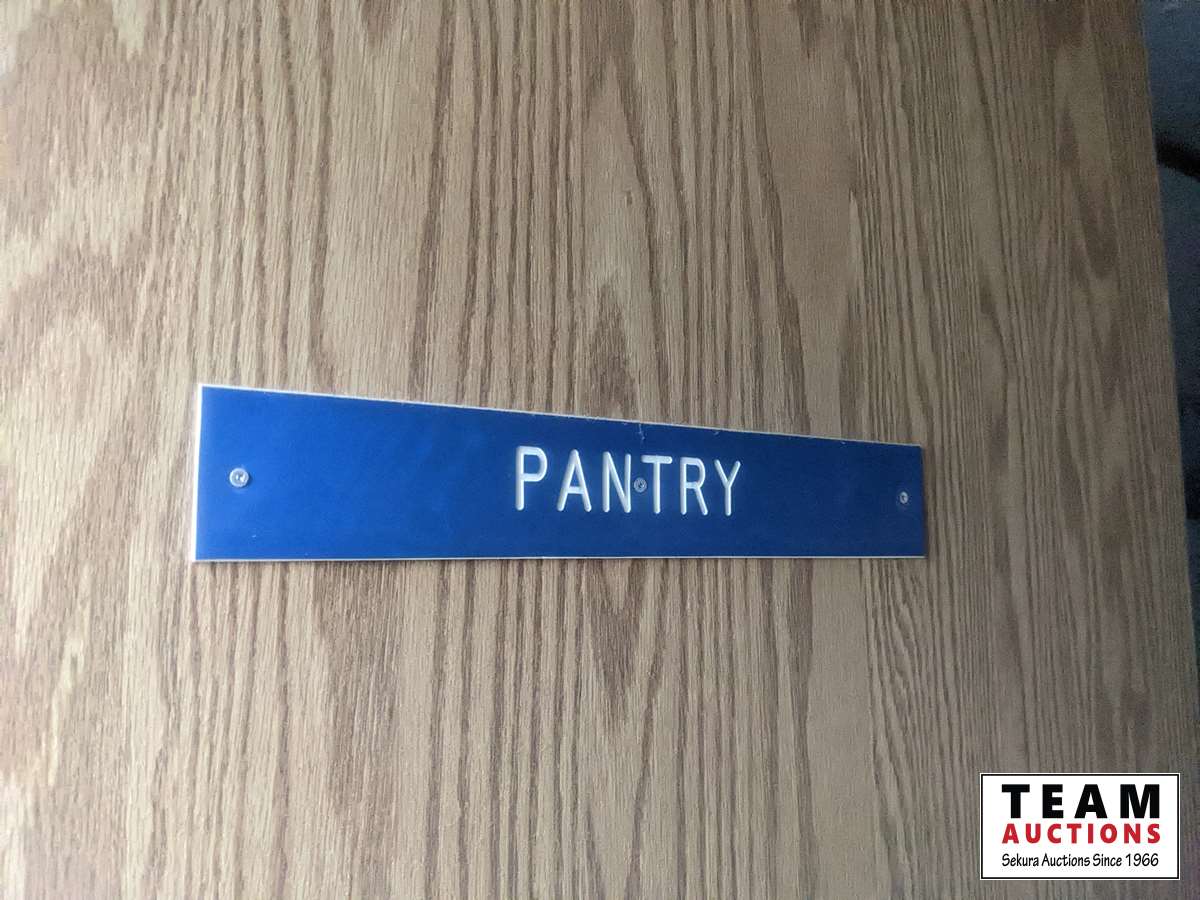 PANTRY
TEAM
AUCTIONS
Sekura Auctions Since 1966